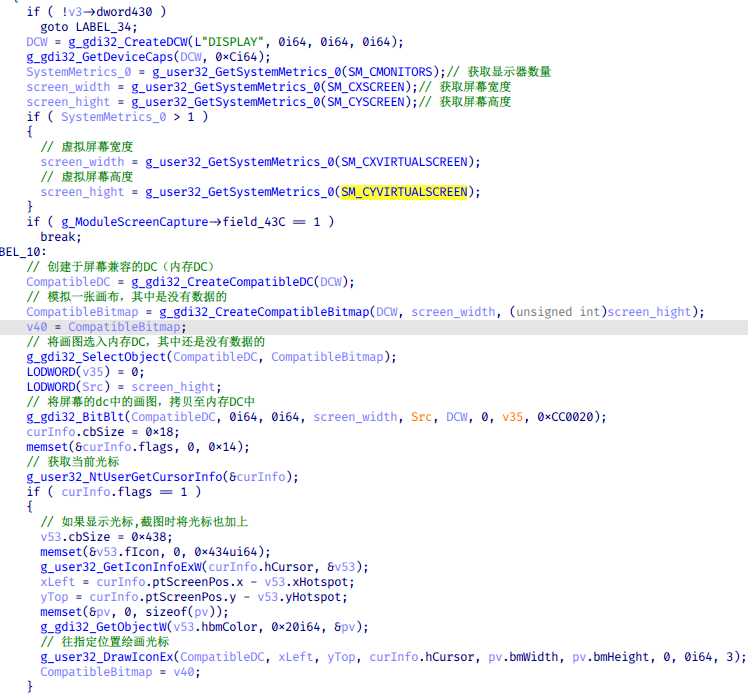 {
if ( !v3→dword430 )
goto LABEL_34;
DCW = g_gdi32_CreateDCW(L"DISPLAY", 0i64, 0i64, 0i64);
g_gdi32_GetDeviceCaps(DCW, 0×Ci64);
SystemMetrics_0 = g_user32_GetSystemMetrics_0(SM_CMONITORS);// 获取显示器数量
screen_width = g_user32_GetSystemMetrics_0(SM_CXSCREEN);// 获取屏幕宽度
screen_hight = g_user32_GetSystemMetrics_0(SM_CYSCREEN);// 获取屏幕高度
if ( SystemMetrics_0 > 1 )
{
// 虚拟屏幕宽度
screen_width = g_user32_GetSystemMetrics_0(SM_CXVIRTUALSCREEN);
// 虚拟屏幕高度
screen_hight = g_user32_GetSystemMetrics_0(SM_CYVIRTUALSCREEN);
}
if ( g_ModuleScreenCapture→field_43C == 1 )
break;
BEL_10:
// 创建于屏幕兼容的DC（内存DC）
CompatibleDC = g_gdi32_CreateCompatibleDC(DCW);
// 模拟一张画布，其中是没有数据的
CompatibleBitmap = g_gdi32_CreateCompatibleBitmap(DCW, screen_width, (unsigned int)screen_hight);
v40 = CompatibleBitmap;
// 将画图选入内存DC，其中还是没有数据的
g_gdi32_SelectObject(CompatibleDC, CompatibleBitmap);
LODWORD(v35) = 0;
LODWORD(Src) = screen_hight;
// 将屏幕的dc中的画图，拷贝至内存DC中
g_gdi32_BitBlt(CompatibleDC, 0i64, 0i64, screen_width, Src, DCW, 0, v35, 0×CC0020);
curInfo.cbSize = 0×18;
memset(&curInfo.flags, 0, 0×14);
// 获取当前光标
g_user32_NtUserGetCursorInfo(&curInfo);
if ( curInfo.flags == 1 )
{
// 如果显示光标,截图时将光标也加上
v53.cbSize = 0×438;
memset(&v53.fIcon, 0, 0×434ui64);
g_user32_GetIconInfoExW(curInfo.hCursor, &v53);
xLeft = curInfo.ptScreenPos.x - v53.xHotspot;
yTop = curInfo.ptScreenPos.y - v53.yHotspot;
memset(&pv, 0, sizeof(pv));
g_gdi32_GetObjectW(v53.hbmColor, 0×20i64, &pv);
// 往指定位置绘画光标
g_user32_DrawIconEx(CompatibleDC, xLeft, yTop, curInfo.hCursor, pv.bmWidth, pv.bmHeight, 0, 0i64, 3);
CompatibleBitmap = v40;
}